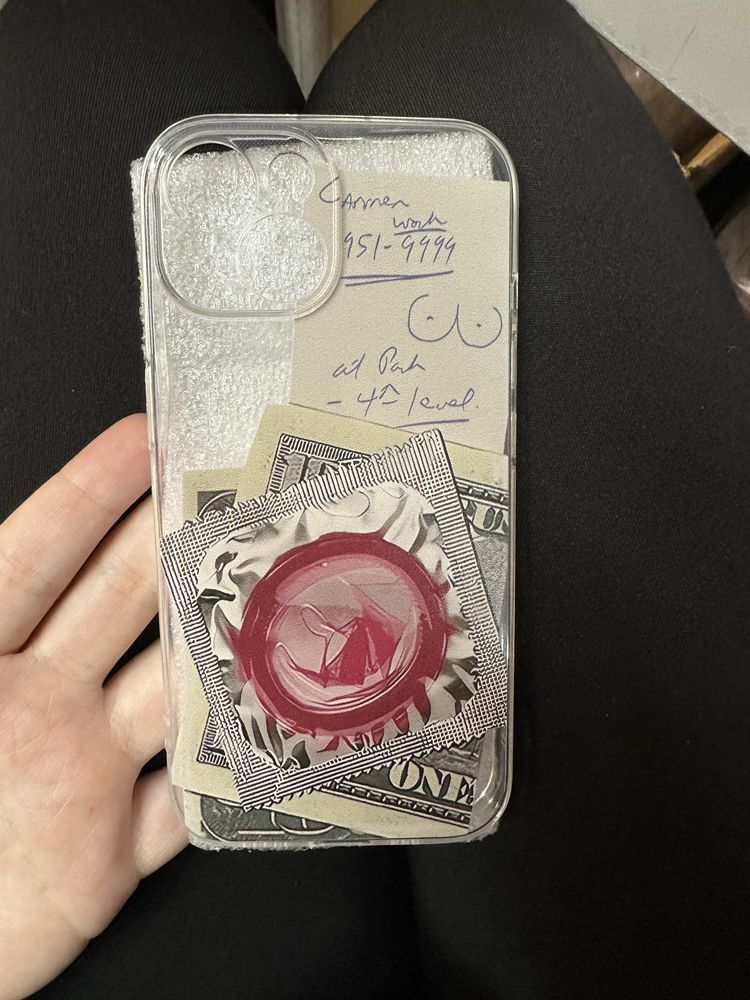 Carmen
work
951-9999
at Park
- 4th level.
ONE